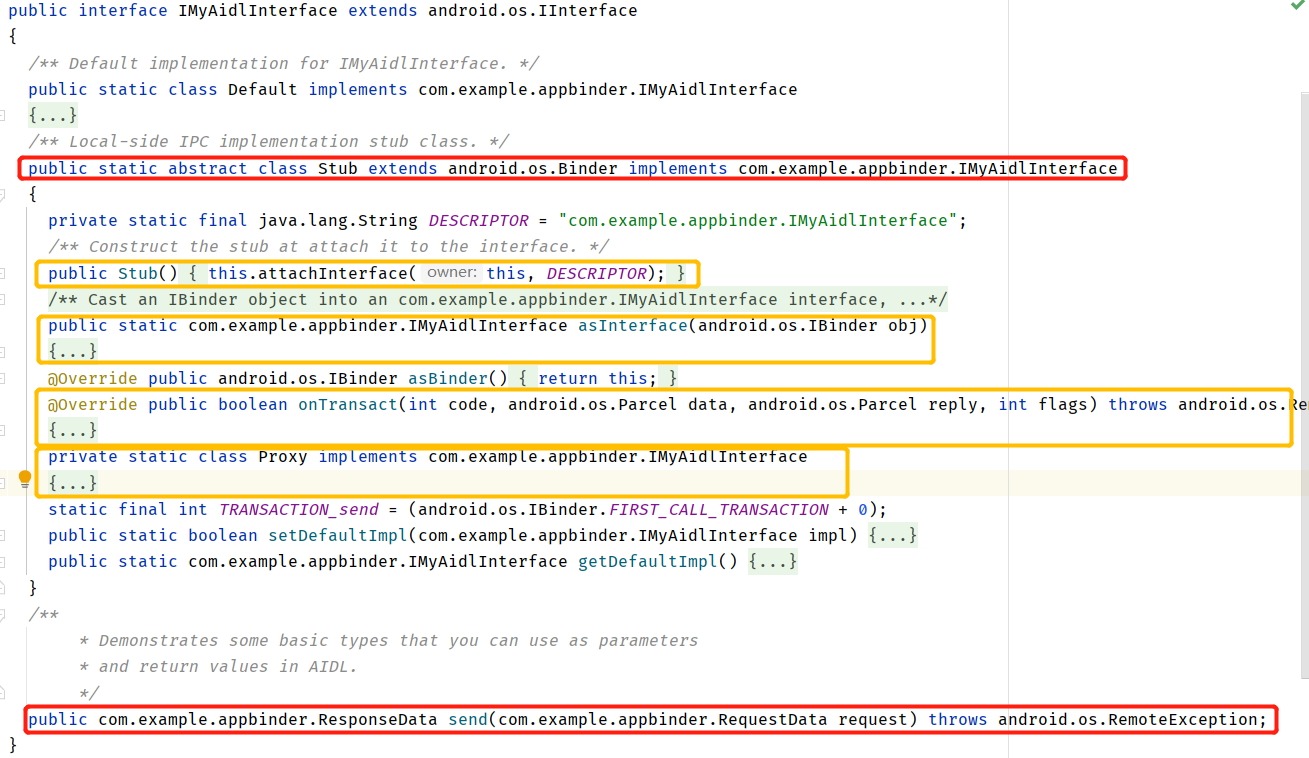 public interface IMyAidlInterface extends android.os.IInterface
{
/** Default implementation for IMyAidlInterface. */
public static class Default implements com.example.appbinder.IMyAidlInterface
{...}
/** Local-side IPC implementation stub class. */
public static abstract class Stub extends android.os.Binder implements com.example.appbinder.IMyAidlInterface
{
private static final java.lang.String DESCRIPTOR = "com.example.appbinder.IMyAidlInterface";
/** Construct the stub at attach it to the interface. */
public Stub() { this.attachInterface( owner: this, DESCRIPTOR); }
/** Cast an IBinder object into an com.example.appbinder.IMyAidlInterface interface, ...*/
public static com.example.appbinder.IMyAidlInterface asInterface(android.os.IBinder obj)
{...}
@Override public android.os.IBinder asBinder() { return this; }
@Override public boolean onTransact(int code, android.os.Parcel data, android.os.Parcel reply, int flags) throws android.os.Re
{...}
private static class Proxy implements com.example.appbinder.IMyAidlInterface
{...}
static final int TRANSACTION_send = (android.os.IBinder.FIRST_CALL_TRANSACTION + 0);
public static boolean setDefaultImpl(com.example.appbinder.IMyAidlInterface impl) {...}
public static com.example.appbinder.IMyAidlInterface getDefaultImpl() {...}
}
/**
* Demonstrates some basic types that you can use as parameters
* and return values in AIDL.
*/
public com.example.appbinder.ResponseData send(com.example.appbinder.RequestData request) throws android.os.RemoteException;
}